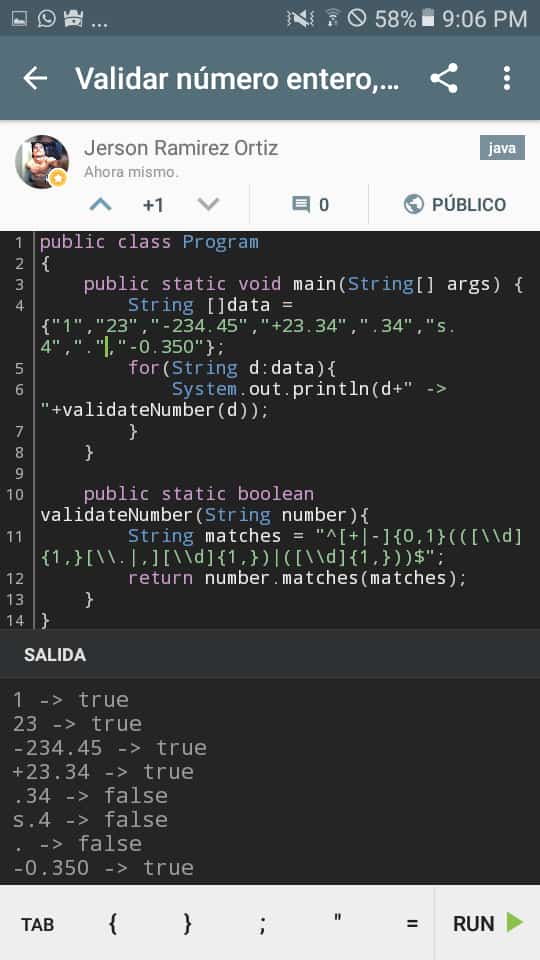 ... 58% 9:06 PM
Validar número entero,...
Jerson Ramirez Ortiz
java
Ahora mismo.
+1 0 PÚBLICO
1 public class Program
2 {
3     public static void main(String[] args) {
4         String []data =
{"1","23","-234.45","+23.34",".34","s.
4",".","-0.350"};
5         for(String d:data){
6             System.out.println(d+" ->
"+validateNumber(d));
7         }
8     }
9
10     public static boolean
validateNumber(String number){
11         String matches = "^[+|-]{0,1}(([\\d]
{1,}[\\.|,][\\d]{1,})|([\\d]{1,}))$";
12         return number.matches(matches);
13     }
14 }
SALIDA
1 -> true
23 -> true
-234.45 -> true
+23.34 -> true
.34 -> false
s.4 -> false
. -> false
-0.350 -> true
TAB { } ; " = RUN